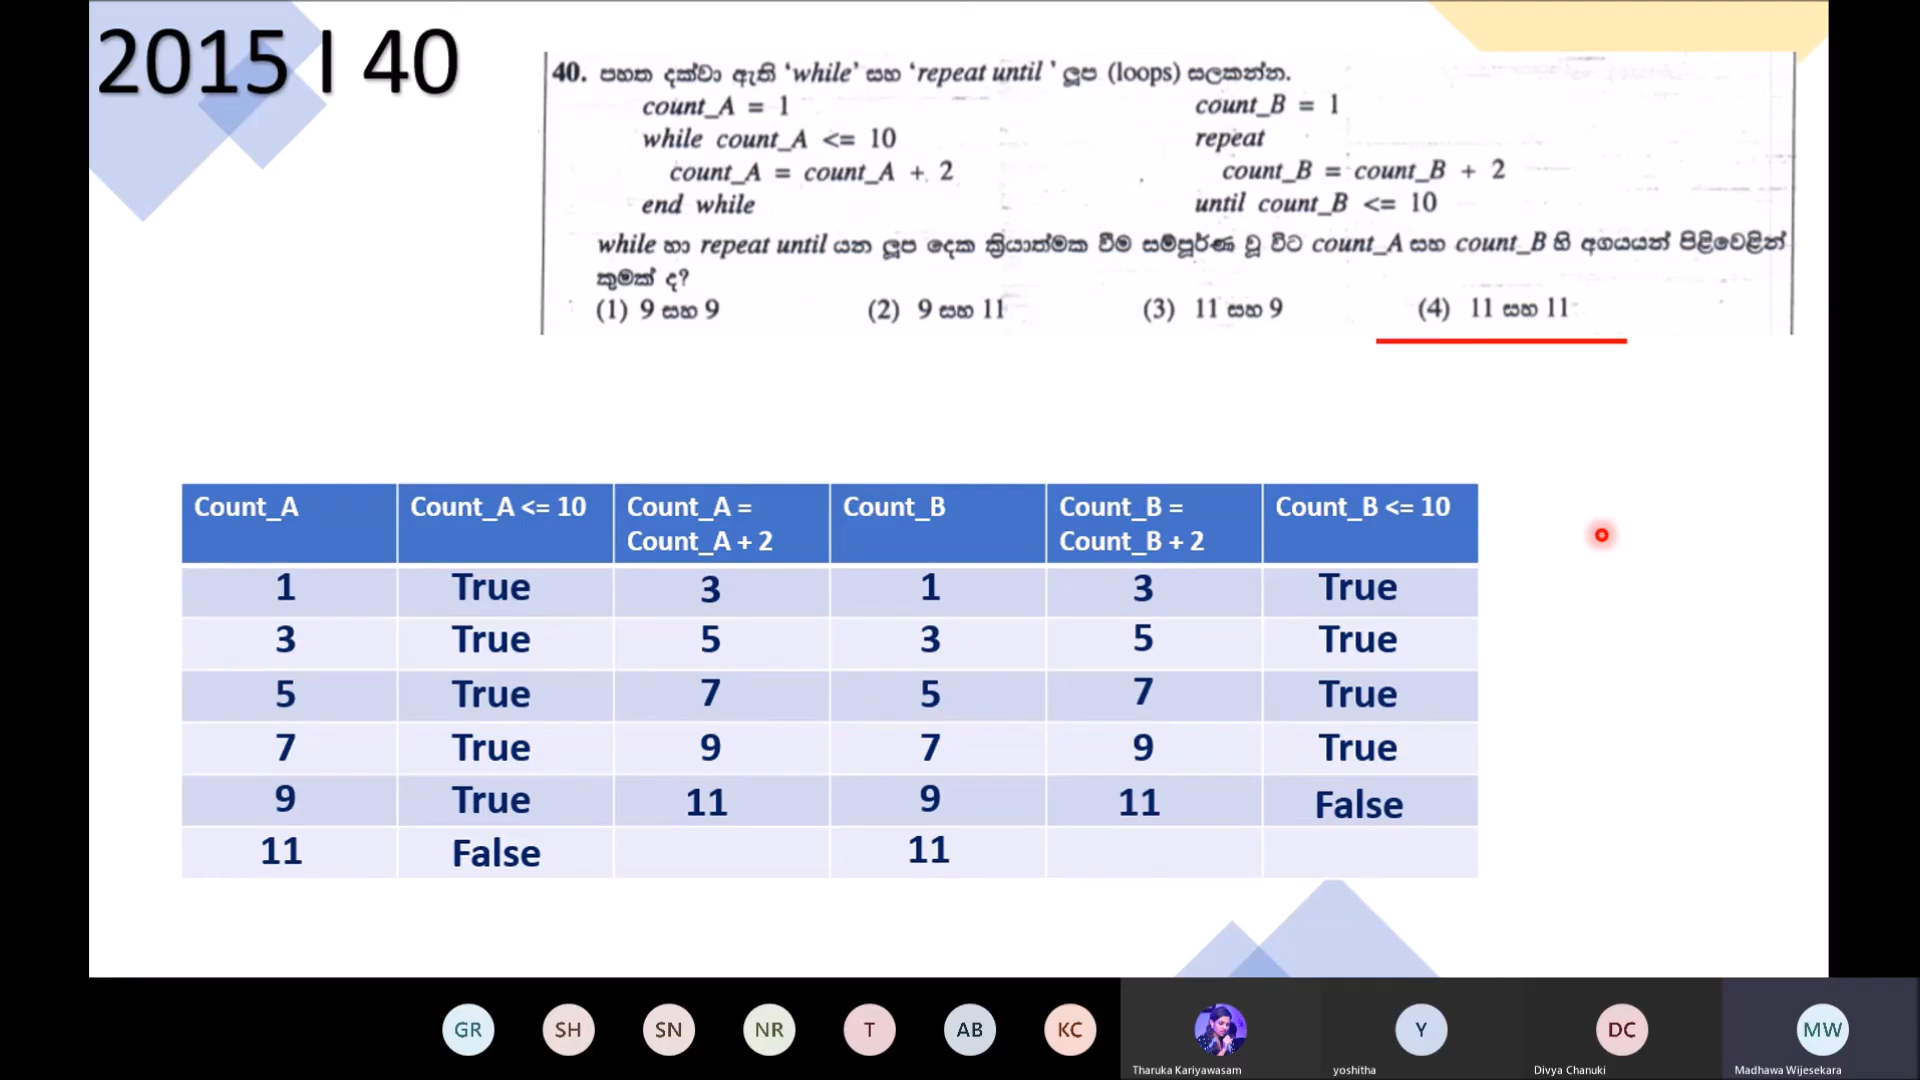 2015 I 40
40. පහත දක්වා ඇති ‘while’ සහ ‘repeat until ’ ලූප (loops) සලකන්න.
count_A = 1
while count_A <= 10
count_A = count_A + 2
end while
count_B = 1
repeat
count_B = count_B + 2
until count_B <= 10
while හා repeat until යන ලූප දෙක ක්‍රියාත්මක වීම සම්පූර්ණ වූ විට count_A සහ count_B හි අගයයන් පිළිවෙළින්
කුමක් ද?
(1) 9 සහ 9 (2) 9 සහ 11 (3) 11 සහ 9 (4) 11 සහ 11
Count_A Count_A <= 10 Count_A = Count_B Count_B = Count_B <= 10
Count_A + 2 Count_B + 2
1 True 3 1 3 True
3 True 5 3 5 True
5 True 7 5 7 True
7 True 9 7 9 True
9 True 11 9 11 False
11 False 11
GR SH SN NR T AB KC Y DC MW
Tharuka Kariyawasam yoshitha Divya Chanuki Madhawa Wijesekara